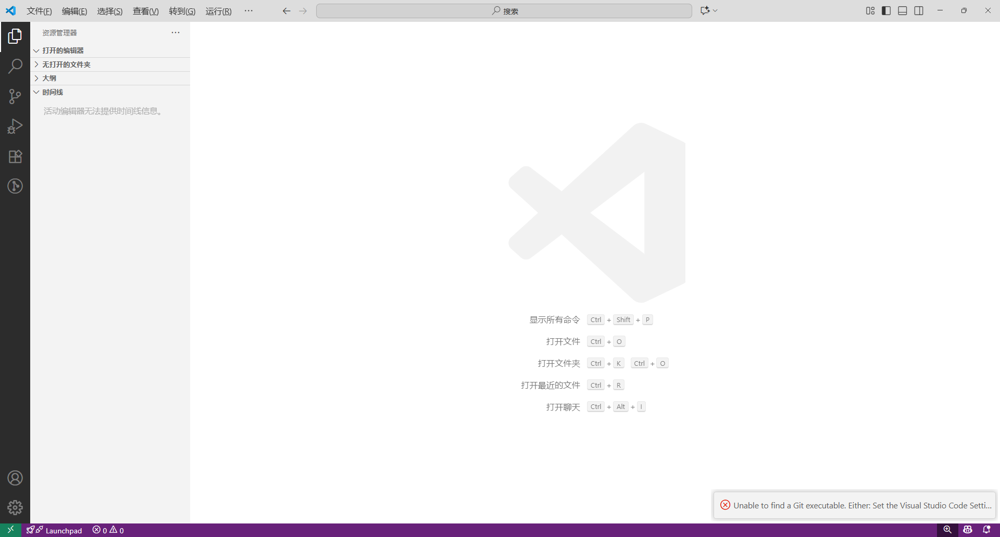 文件(F) 编辑(E) 选择(S) 查看(V) 转到(G) 运行(R) ··· 搜索
资源管理器 ···
打开的编辑器
无打开的文件夹
大纲
时间线
活动编辑器无法提供时间线信息。
显示所有命令 Ctrl + Shift + P
打开文件 Ctrl + O
打开文件夹 Ctrl + K Ctrl + O
打开最近的文件 Ctrl + R
打开聊天 Ctrl + Alt + I
Unable to find a Git executable. Either: Set the Visual Studio Code Setti...
Launchpad 0 0